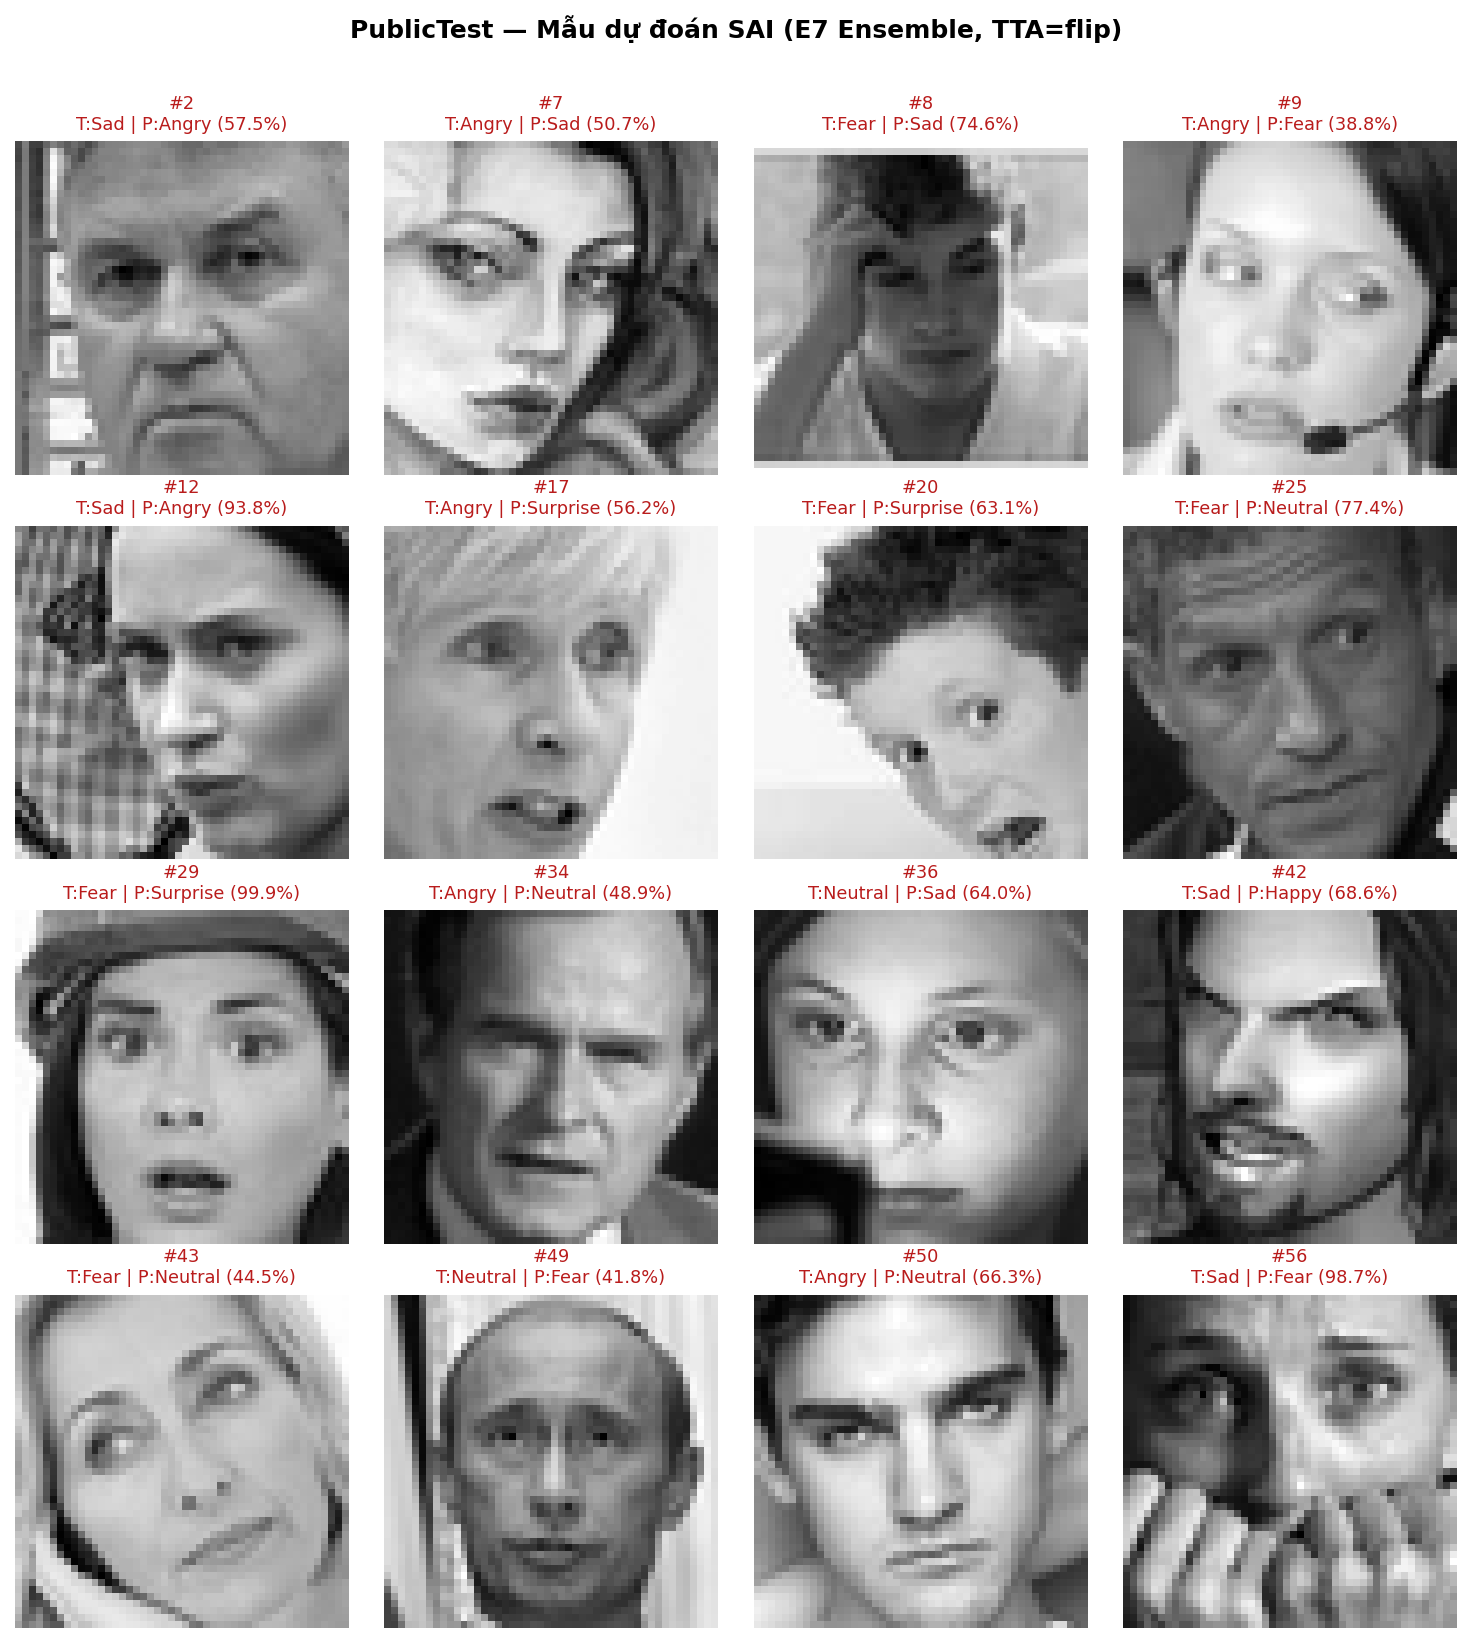 PublicTest — Mẫu dự đoán SAI (E7 Ensemble, TTA=flip)
#2
T:Sad | P:Angry (57.5%)
#7
T:Angry | P:Sad (50.7%)
#8
T:Fear | P:Sad (74.6%)
#9
T:Angry | P:Fear (38.8%)
#12
T:Sad | P:Angry (93.8%)
#17
T:Angry | P:Surprise (56.2%)
#20
T:Fear | P:Surprise (63.1%)
#25
T:Fear | P:Neutral (77.4%)
#29
T:Fear | P:Surprise (99.9%)
#34
T:Angry | P:Neutral (48.9%)
#36
T:Neutral | P:Sad (64.0%)
#42
T:Sad | P:Happy (68.6%)
#43
T:Fear | P:Neutral (44.5%)
#49
T:Neutral | P:Fear (41.8%)
#50
T:Angry | P:Neutral (66.3%)
#56
T:Sad | P:Fear (98.7%)